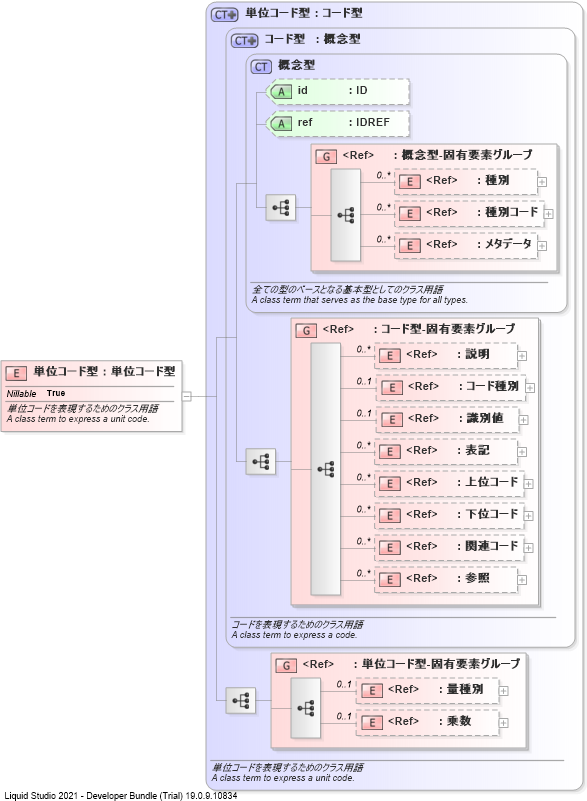 CT 単位コード型 : コード型
CT コード型 : 概念型
CT 概念型
A id : ID
A ref : IDREF
G <Ref> : 概念型-固有要素グループ
0..* E <Ref> : 種別
0..* E <Ref> : 種別コード
0..* E <Ref> : メタデータ
全ての型のベースとなる基本型としてのクラス用語
A class term that serves as the base type for all types.
G <Ref> : コード型-固有要素グループ
0..* E <Ref> : 説明
0..1 E <Ref> : コード種別
0..1 E <Ref> : 識別値
0..* E <Ref> : 表記
0..* E <Ref> : 上位コード
0..* E <Ref> : 下位コード
0..* E <Ref> : 関連コード
0..* E <Ref> : 参照
コードを表現するためのクラス用語
A class term to express a code.
E 単位コード型 : 単位コード型
Nillable True
単位コードを表現するためのクラス用語
A class term to express a unit code.
G <Ref> : 単位コード型-固有要素グループ
0..1 E <Ref> : 量種別
0..1 E <Ref> : 乗数
単位コードを表現するためのクラス用語
A class term to express a unit code.
Liquid Studio 2021 - Developer Bundle (Trial) 19.0.9.10834